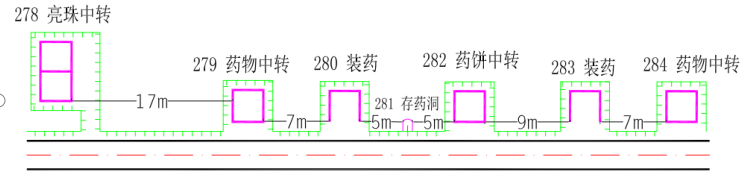 278 亮珠中转
279 药物中转
280 装药
282 药饼中转
283 装药
284 药物中转
281 存药洞
17m
7m
5m
5m
9m
7m